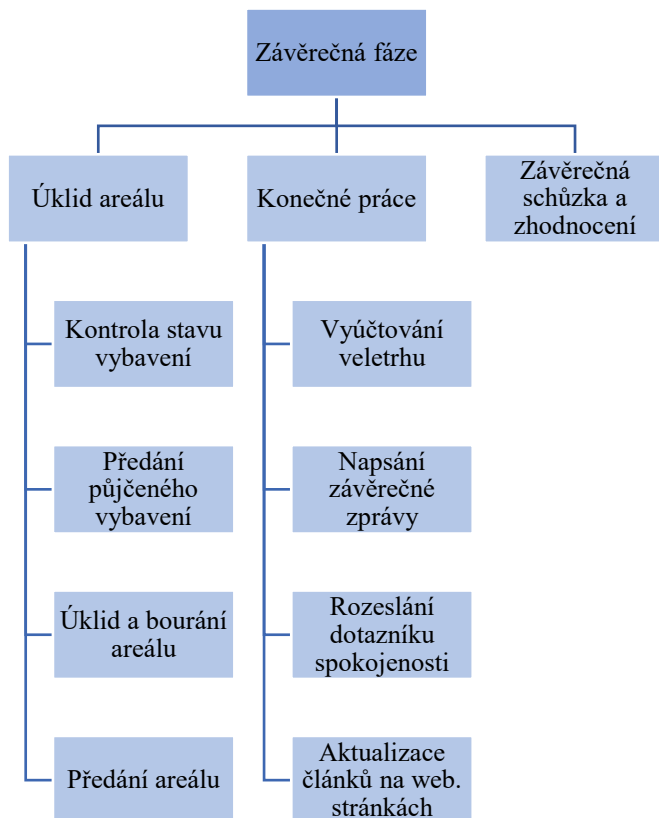 Závěrečná fáze
Úklid areálu
Konečné práce
Závěrečná
schůzka a
zhodnocení
Kontrola stavu
vybavení
Předání
půjčeného
vybavení
Úklid a bourání
areálu
Předání areálu
Vyúčtování
veletrhu
Napsání
závěrečné
zprávy
Rozeslání
dotazníku
spokojenosti
Aktualizace
článků na web.
stránkách